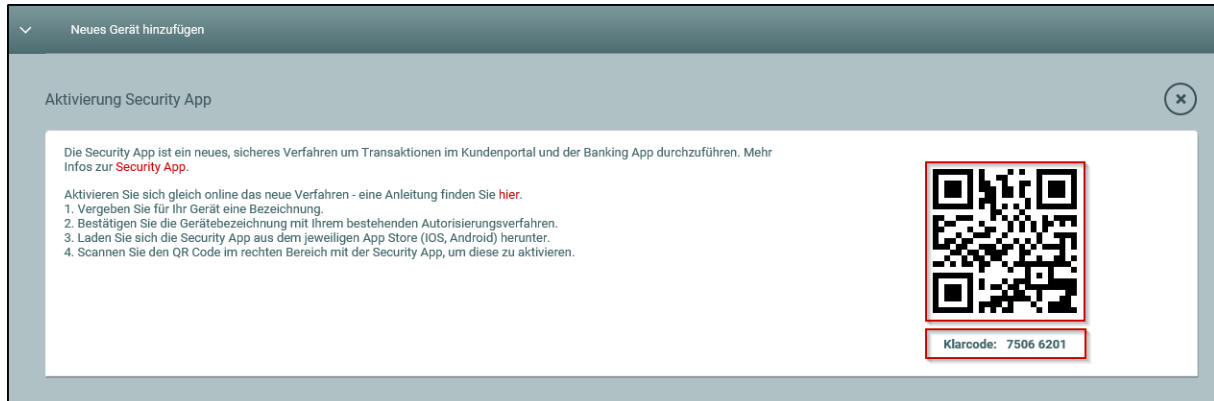 Neues Gerät hinzufügen
Aktivierung Security App
Die Security App ist ein neues, sicheres Verfahren um Transaktionen im Kundenportal und der Banking App durchzuführen. Mehr
Infos zur Security App.
Aktivieren Sie sich gleich online das neue Verfahren - eine Anleitung finden Sie hier.
1. Vergeben Sie für Ihr Gerät eine Bezeichnung.
2. Bestätigen Sie die Gerätebezeichnung mit Ihrem bestehenden Autorisierungsverfahren.
3. Laden Sie sich die Security App aus dem jeweiligen App Store (IOS, Android) herunter.
4. Scannen Sie den QR Code im rechten Bereich mit der Security App, um diese zu aktivieren.
Klarcode: 7506 6201